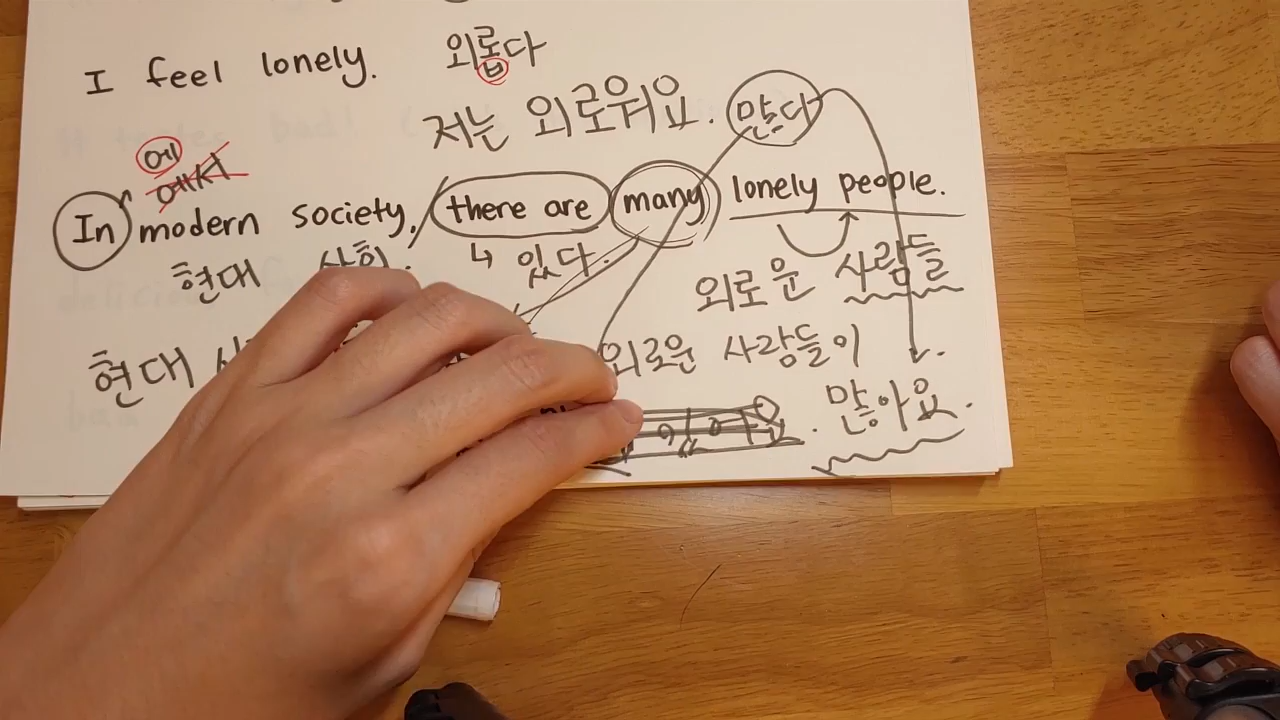 I feel lonely. 외롭다
저는 외로워요. 많다
에
에서
In modern society, there are many lonely people.
현대 사회. ↳ 있다. 외로운 사람들
현대 외로운 사람들이
많아요.